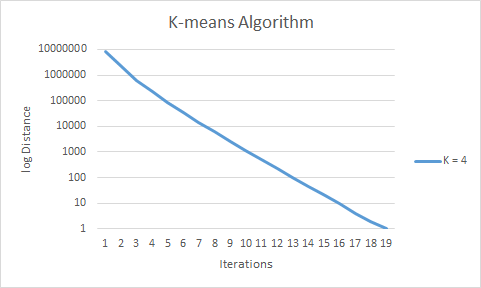 K-means Algorithm
10000000
1000000
100000
10000
1000
100
10
1
log Distance
1 2 3 4 5 6 7 8 9 10 11 12 13 14 15 16 17 18 19
Iterations
K = 4